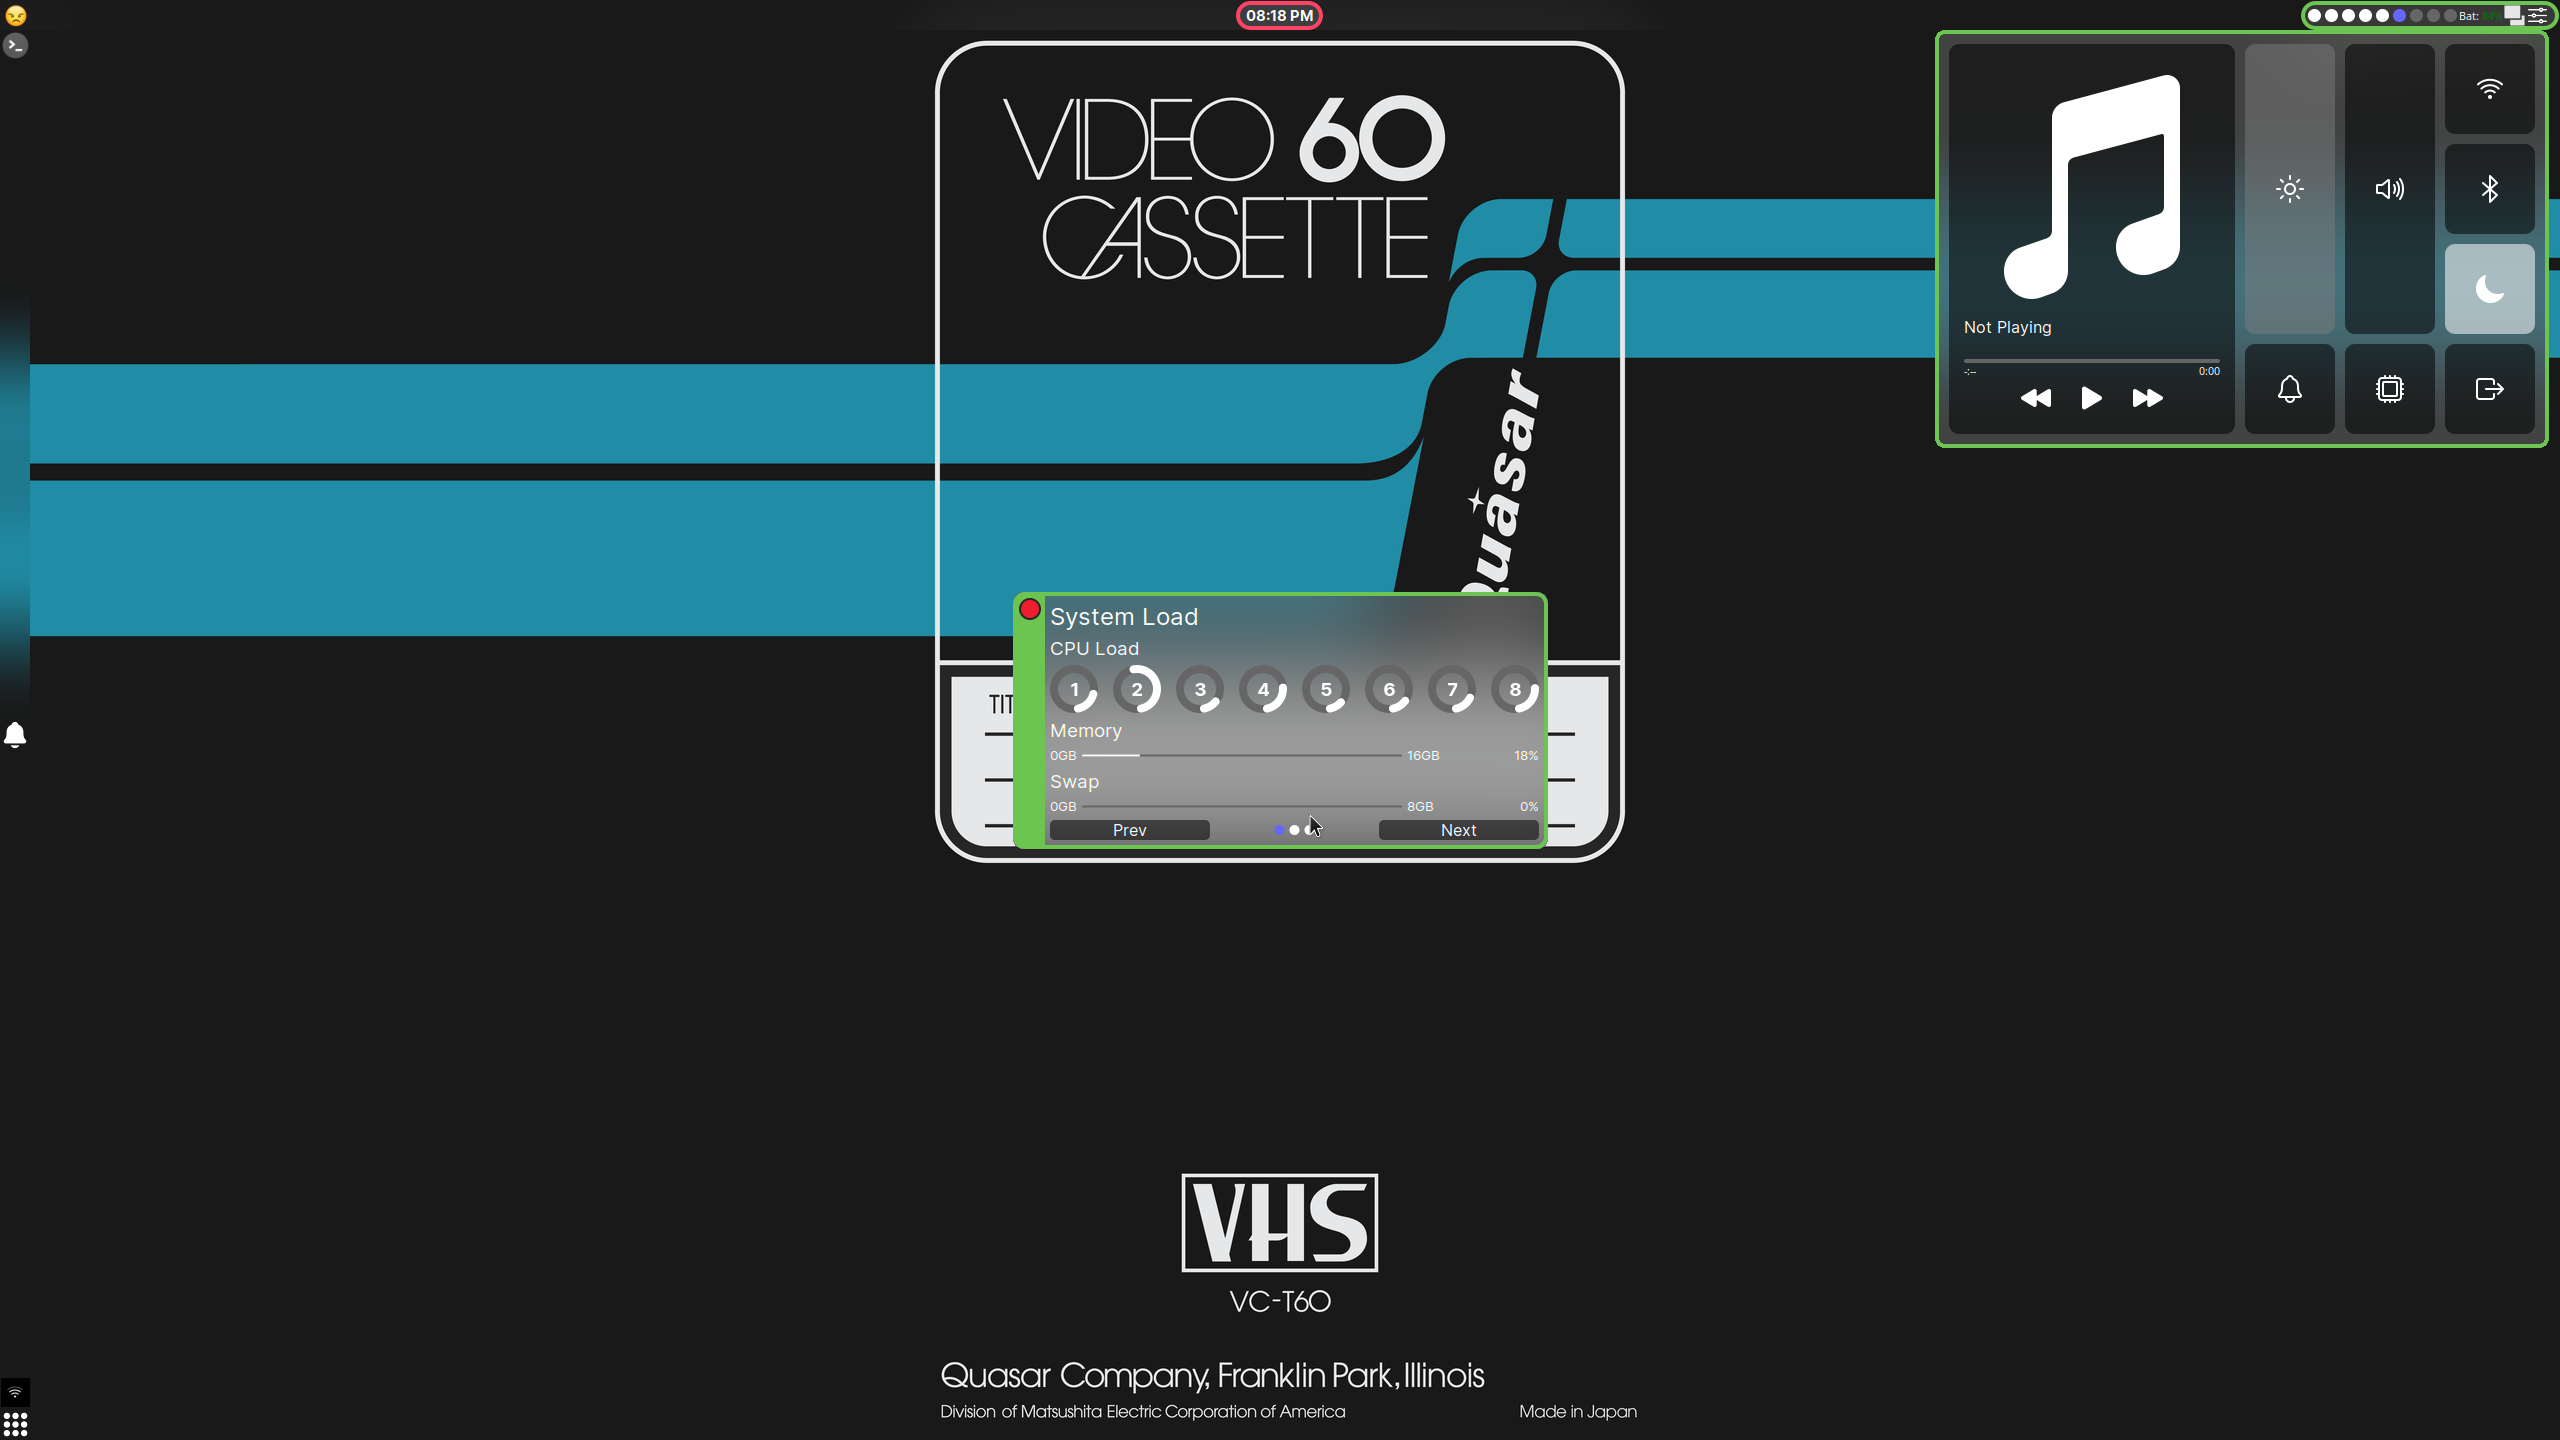 08:18 PM
Bat:
VIDEO 60
CASSETTE
Not Playing
-:--
0:00
System Load
CPU Load
1 2 3 4 5 6 7 8
Memory
0GB 16GB 18%
Swap
0GB 8GB 0%
Prev
Next
VHS
VC-T60
Quasar Company, Franklin Park, Illinois
Division of Matsushita Electric Corporation of America
Made in Japan